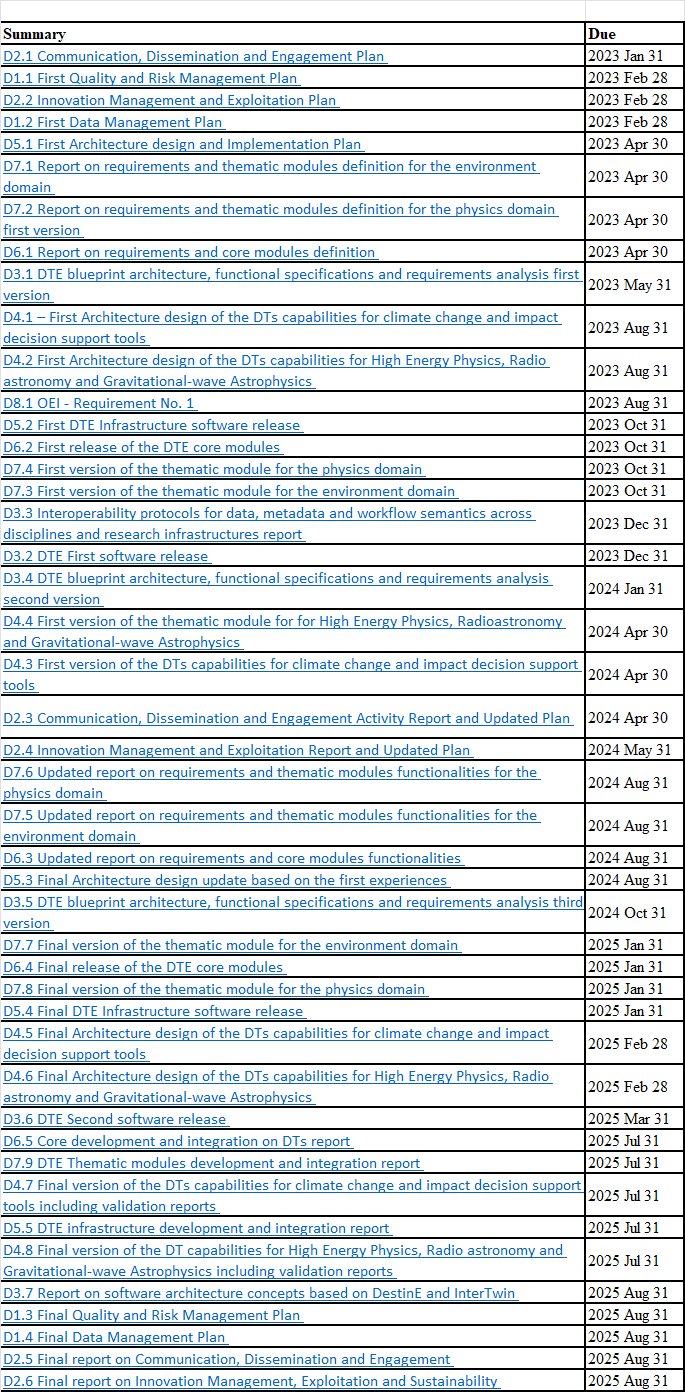 Summary Due
D2.1 Communication, Dissemination and Engagement Plan 2023 Jan 31
D1.1 First Quality and Risk Management Plan 2023 Feb 28
D2.2 Innovation Management and Exploitation Plan 2023 Feb 28
D1.2 First Data Management Plan 2023 Feb 28
D5.1 First Architecture design and Implementation Plan 2023 Apr 30
D7.1 Report on requirements and thematic modules definition for the environment
domain 2023 Apr 30
D7.2 Report on requirements and thematic modules definition for the physics domain
first version 2023 Apr 30
D6.1 Report on requirements and core modules definition 2023 Apr 30
D3.1 DTE blueprint architecture, functional specifications and requirements analysis first
version 2023 May 31
D4.1 – First Architecture design of the DTs capabilities for climate change and impact
decision support tools 2023 Aug 31
D4.2 First Architecture design of the DTs capabilities for High Energy Physics, Radio
astronomy and Gravitational-wave Astrophysics 2023 Aug 31
D8.1 OEI - Requirement No. 1 2023 Aug 31
D5.2 First DTE Infrastructure software release 2023 Oct 31
D6.2 First release of the DTE core modules 2023 Oct 31
D7.4 First version of the thematic module for the physics domain 2023 Oct 31
D7.3 First version of the thematic module for the environment domain 2023 Oct 31
D3.3 Interoperability protocols for data, metadata and workflow semantics across
disciplines and research infrastructures report 2023 Dec 31
D3.2 DTE First software release 2023 Dec 31
D3.4 DTE blueprint architecture, functional specifications and requirements analysis
second version 2024 Jan 31
D4.4 First version of the thematic module for for High Energy Physics, Radioastronomy
and Gravitational-wave Astrophysics 2024 Apr 30
D4.3 First version of the DTs capabilities for climate change and impact decision support
tools 2024 Apr 30
D2.3 Communication, Dissemination and Engagement Activity Report and Updated Plan 2024 Apr 30
D2.4 Innovation Management and Exploitation Report and Updated Plan 2024 May 31
D7.6 Updated report on requirements and thematic modules functionalities for the
physics domain 2024 Aug 31
D7.5 Updated report on requirements and thematic modules functionalities for the
environment domain 2024 Aug 31
D6.3 Updated report on requirements and core modules functionalities 2024 Aug 31
D5.3 Final Architecture design update based on the first experiences 2024 Aug 31
D3.5 DTE blueprint architecture, functional specifications and requirements analysis third
version 2024 Oct 31
D7.7 Final version of the thematic module for the environment domain 2025 Jan 31
D6.4 Final release of the DTE core modules 2025 Jan 31
D7.8 Final version of the thematic module for the physics domain 2025 Jan 31
D5.4 Final DTE Infrastructure software release 2025 Jan 31
D4.5 Final Architecture design of the DTs capabilities for climate change and impact
decision support tools 2025 Feb 28
D4.6 Final Architecture design of the DTs capabilities for High Energy Physics, Radio
astronomy and Gravitational-wave Astrophysics 2025 Feb 28
D3.6 DTE Second software release 2025 Mar 31
D6.5 Core development and integration on DTs report 2025 Jul 31
D7.9 DTE Thematic modules development and integration report 2025 Jul 31
D4.7 Final version of the DTs capabilities for climate change and impact decision support
tools including validation reports 2025 Jul 31
D5.5 DTE infrastructure development and integration report 2025 Jul 31
D4.8 Final version of the DT capabilities for High Energy Physics, Radio astronomy and
Gravitational-wave Astrophysics including validation reports 2025 Jul 31
D3.7 Report on software architecture concepts based on DestinE and InterTwin 2025 Aug 31
D1.3 Final Quality and Risk Management Plan 2025 Aug 31
D1.4 Final Data Management Plan 2025 Aug 31
D2.5 Final report on Communication, Dissemination and Engagement 2025 Aug 31
D2.6 Final report on Innovation Management, Exploitation and Sustainability 2025 Aug 31